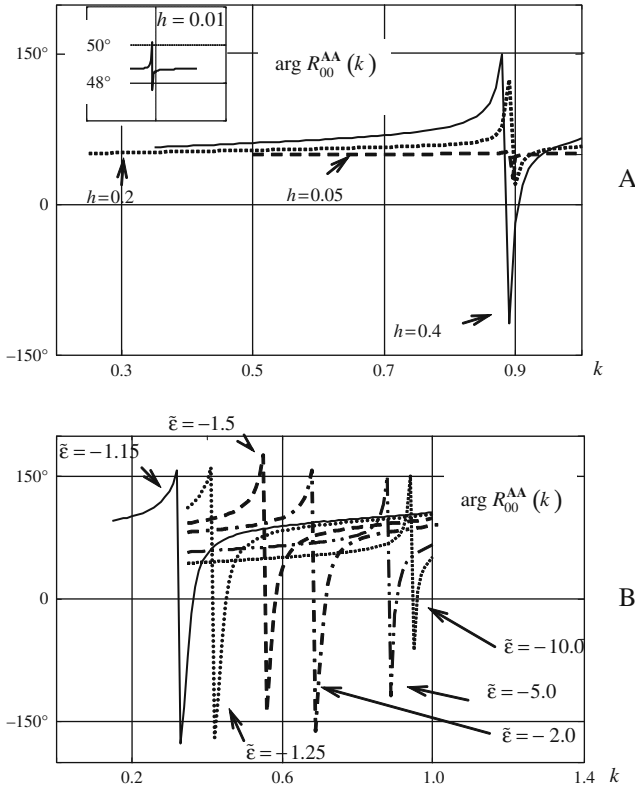 h = 0.01
50°
48°
150°
arg R₀₀^AA (k)
h=0.2
h=0.05
A
0
h=0.4
−150°
0.3
0.5
0.7
0.9
k
ε̃=−1.5
ε̃=−1.15
150°
arg R₀₀^AA (k)
0
B
ε̃=−10.0
ε̃=−5.0
ε̃=−2.0
−150°
ε̃=−1.25
0.2
0.6
1.0
k
1.4